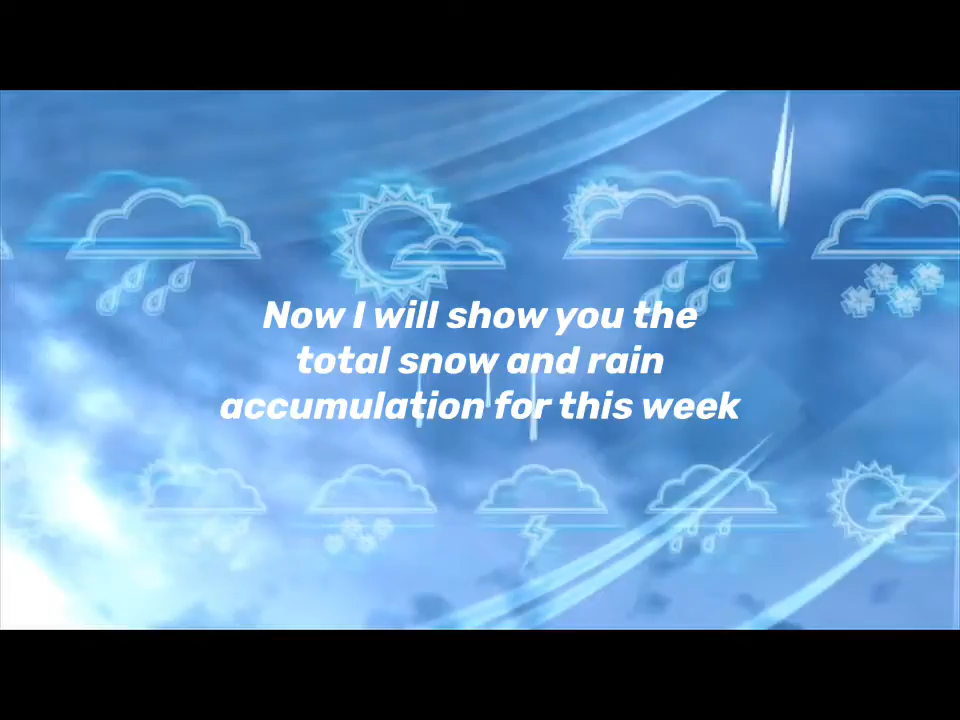 Now I will show you the
total snow and rain
accumulation for this week